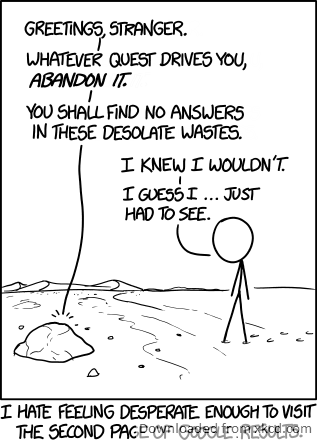 GREETINGS, STRANGER.
WHATEVER QUEST DRIVES YOU,
ABANDON IT.
YOU SHALL FIND NO ANSWERS
IN THESE DESOLATE WASTES.
I KNEW I WOULDN'T.
I GUESS I ... JUST
HAD TO SEE.
I HATE FEELING DESPERATE ENOUGH TO VISIT
THE SECOND PAGE OF GOOGLE RESULTS.
Downloaded from xkcd.com